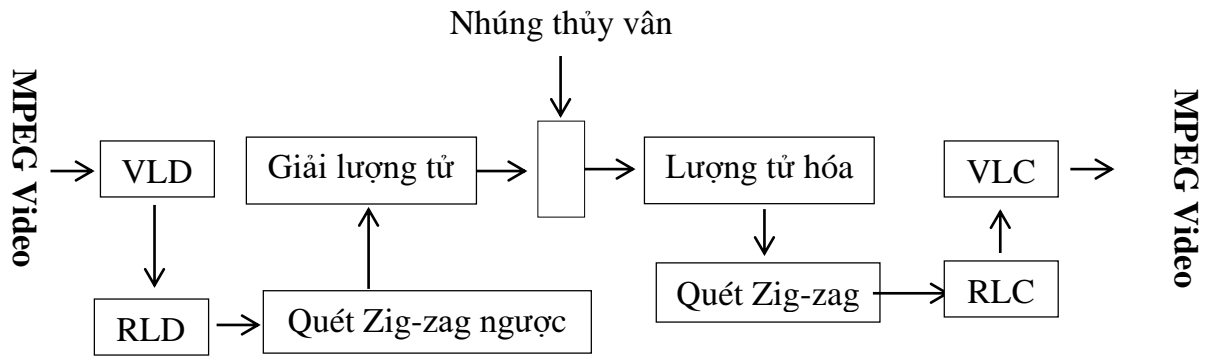 Nhúng thủy vân
MPEG Video
VLD
RLD
Quét Zig-zag ngược
Giải lượng tử
Lượng tử hóa
Quét Zig-zag
RLC
VLC
MPEG Video